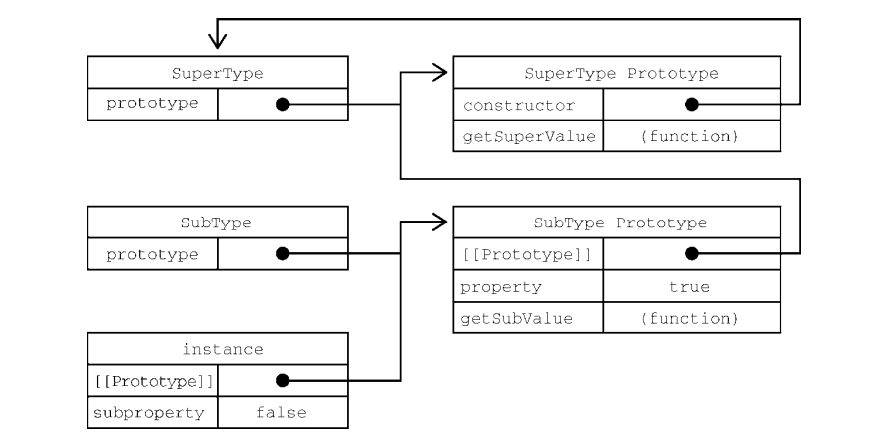 SuperType
prototype
SuperType Prototype
constructor
getSuperValue (function)
SubType
prototype
SubType Prototype
[[Prototype]]
property true
getSubValue (function)
instance
[[Prototype]]
subproperty false